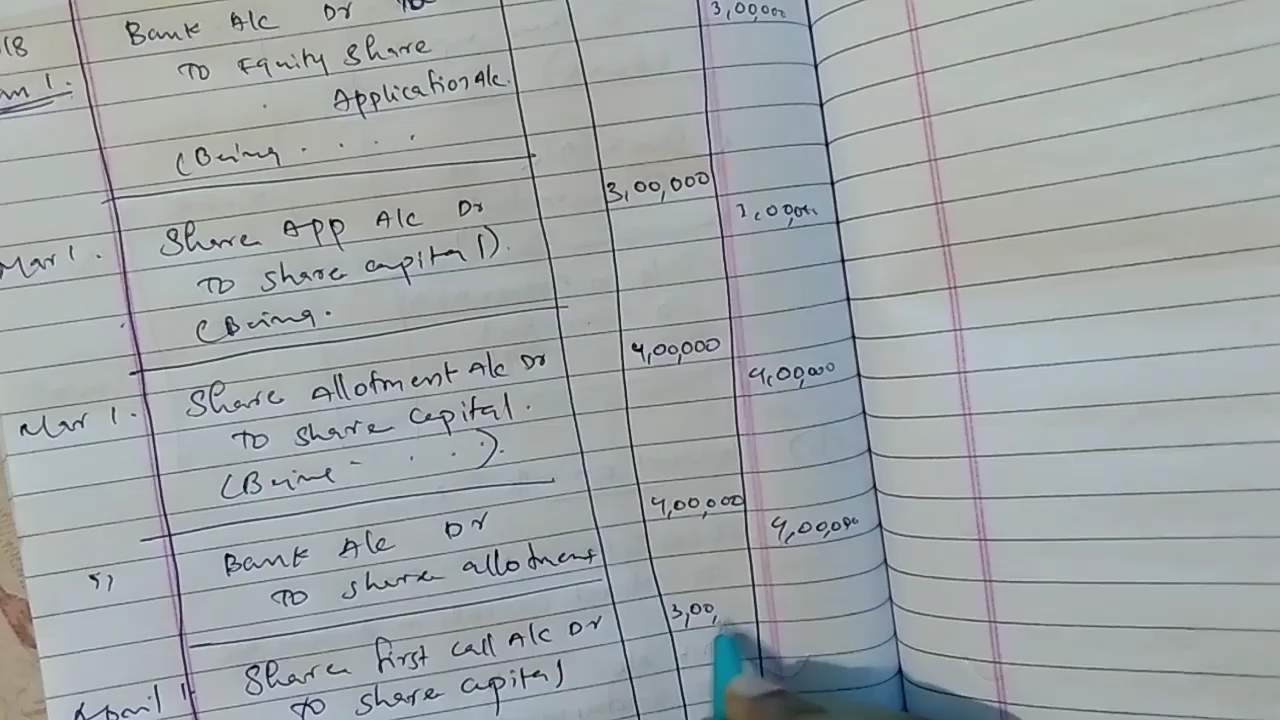 18 Bank A/c Dr
To Equity Share 3,00,000
Application A/c.
(Being . . . .
Mar 1. Share App A/c Dr 3,00,000
To share capital). 3,00,000
(Being.
Mar 1. Share Allotment A/c Dr 4,00,000
To share capital. 4,00,000
(Being - . . .).
Bank A/c Dr 4,00,000
To share allotment 4,00,000
April 1 Share first call A/c Dr 3,00,
To share capital